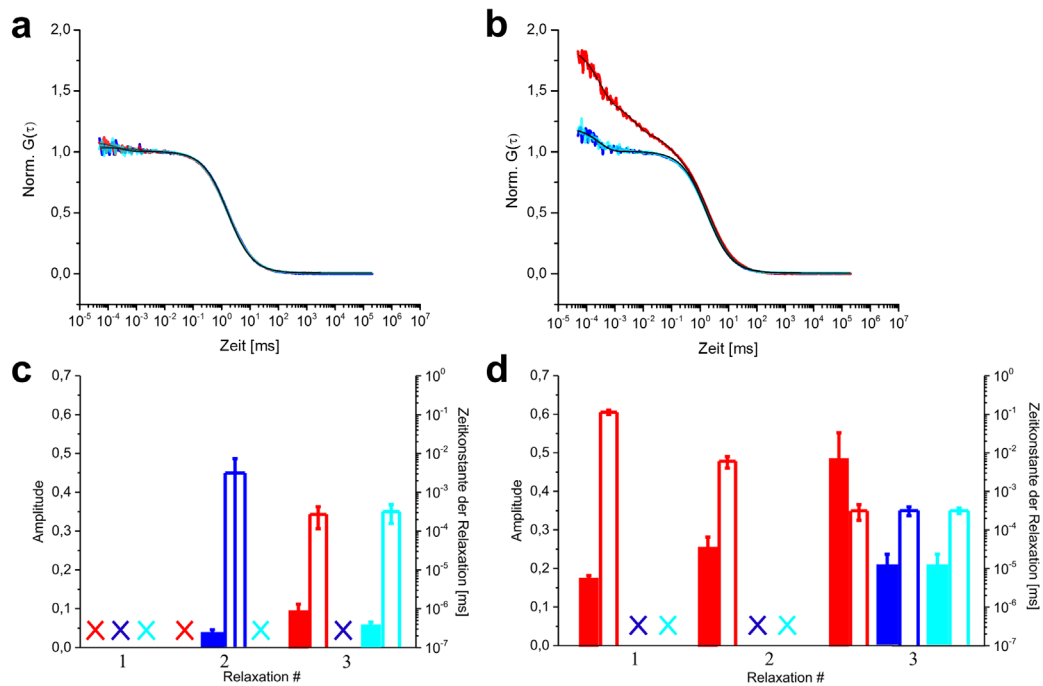 a
2,0
1,5
1,0
0,5
0,0
Norm. G(τ)
10⁻⁵ 10⁻⁴ 10⁻³ 10⁻² 10⁻¹ 10⁰ 10¹ 10² 10³ 10⁴ 10⁵ 10⁶ 10⁷
Zeit [ms]
b
2,0
1,5
1,0
0,5
0,0
Norm. G(τ)
10⁻⁵ 10⁻⁴ 10⁻³ 10⁻² 10⁻¹ 10⁰ 10¹ 10² 10³ 10⁴ 10⁵ 10⁶ 10⁷
Zeit [ms]
c
0,7
0,6
0,5
0,4
0,3
0,2
0,1
0,0
Amplitude
10⁰
10⁻¹
10⁻²
10⁻³
10⁻⁴
10⁻⁵
10⁻⁶
10⁻⁷
Zeitkonstante der Relaxation [ms]
1 2 3
Relaxation #
d
0,7
0,6
0,5
0,4
0,3
0,2
0,1
0,0
Amplitude
10⁰
10⁻¹
10⁻²
10⁻³
10⁻⁴
10⁻⁵
10⁻⁶
10⁻⁷
Zeitkonstante der Relaxation [ms]
1 2 3
Relaxation #